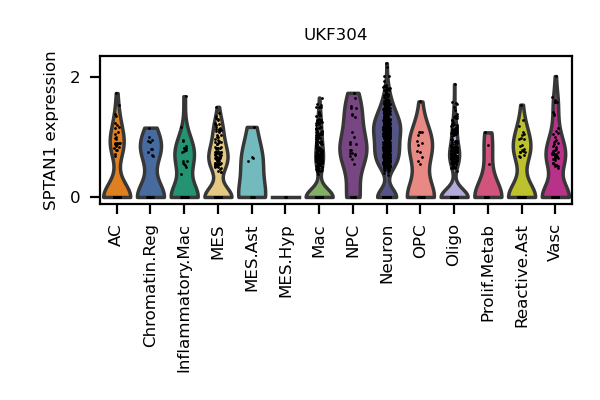 UKF304
SPTAN1 expression
2
0
AC
Chromatin.Reg
Inflammatory.Mac
MES
MES.Ast
MES.Hyp
Mac
NPC
Neuron
OPC
Oligo
Prolif.Metab
Reactive.Ast
Vasc